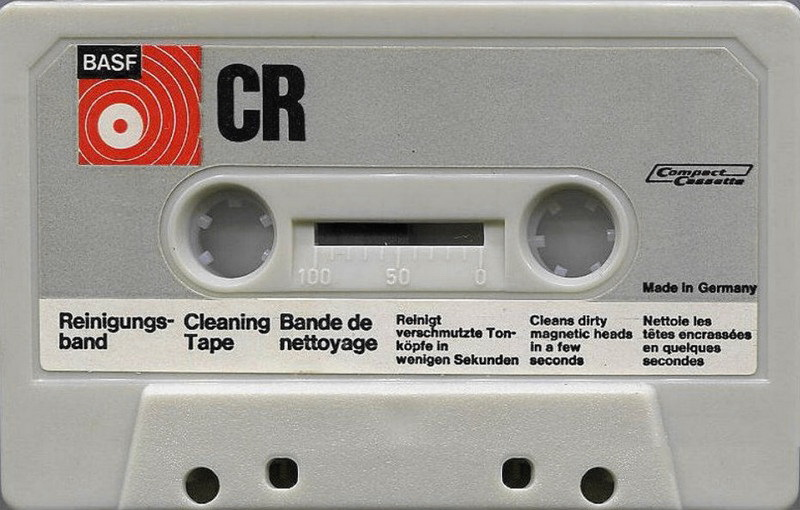 BASF
CR
Compact
Cassette
100 50 0
Made in Germany
Reinigungs-
band
Cleaning
Tape
Bande de
nettoyage
Reinigt
verschmutzte Ton-
köpfe in
wenigen Sekunden
Cleans dirty
magnetic heads
in a few
seconds
Nettoie les
têtes encrassées
en quelques
secondes